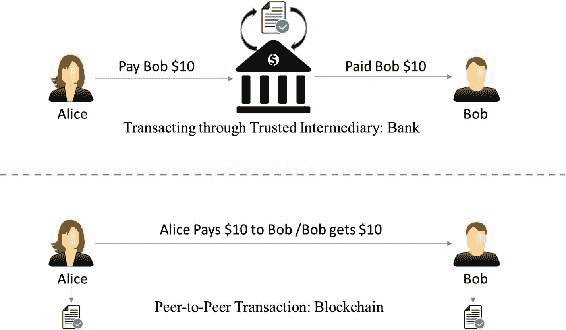 Pay Bob $10
$
Paid Bob $10
Alice
Bob
Transacting through Trusted Intermediary: Bank
Alice Pays $10 to Bob /Bob gets $10
Alice
Bob
Peer-to-Peer Transaction: Blockchain